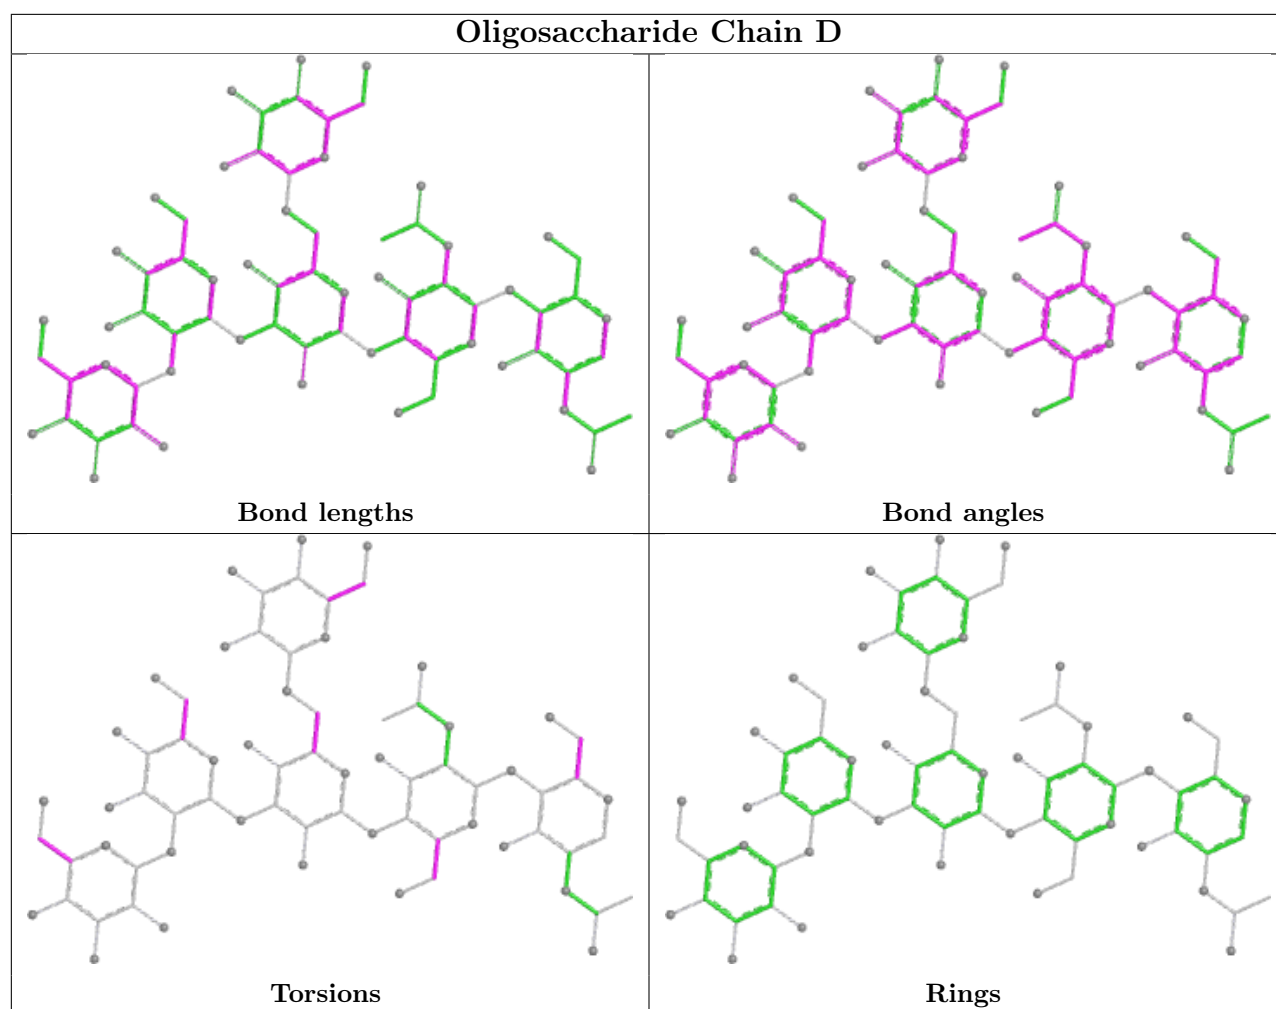 Oligosaccharide Chain D
Bond lengths
Bond angles
Torsions
Rings